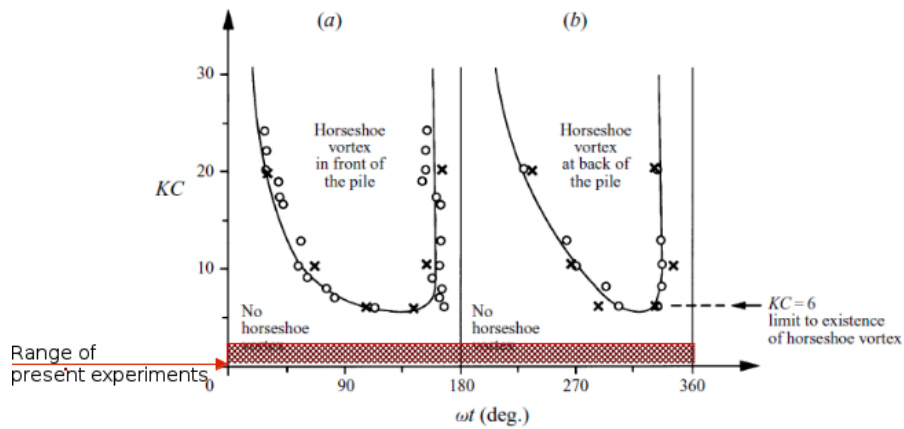 (a)
(b)
30
20
10
0
KC
Horseshoe
vortex
in front of
the pile
Horseshoe
vortex
at back of
the pile
No
horseshoe
vortex
No
horseshoe
vortex
KC = 6
limit to existence
of horseshoe vortex
Range of
present experiments
90
180
270
360
ωt (deg.)